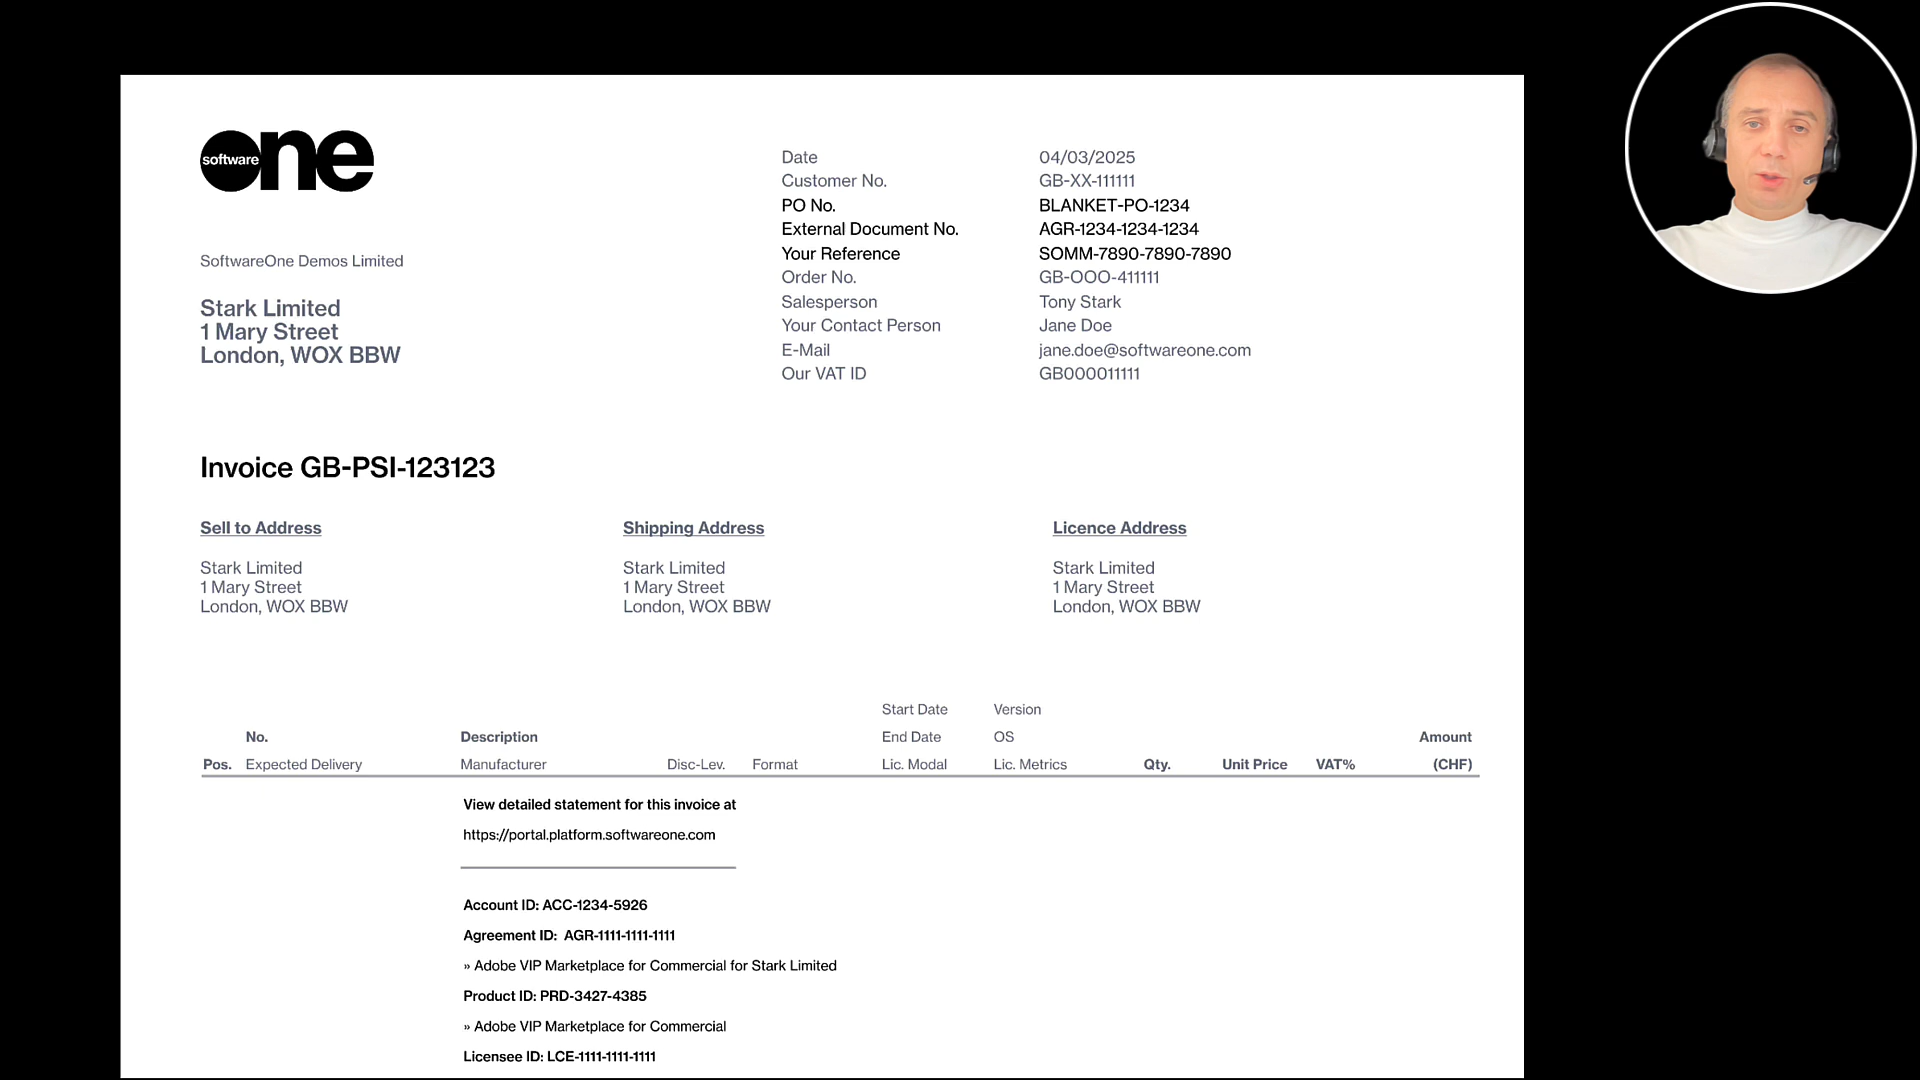 softwareone
Date 04/03/2025
Customer No. GB-XX-111111
PO No. BLANKET-PO-1234
External Document No. AGR-1234-1234-1234
Your Reference SOMM-7890-7890-7890
Order No. GB-OOO-411111
Salesperson Tony Stark
Your Contact Person Jane Doe
E-Mail jane.doe@softwareone.com
Our VAT ID GB000011111
SoftwareOne Demos Limited
Stark Limited
1 Mary Street
London, WOX BBW
Invoice GB-PSI-123123
Sell to Address Shipping Address Licence Address
Stark Limited Stark Limited Stark Limited
1 Mary Street 1 Mary Street 1 Mary Street
London, WOX BBW London, WOX BBW London, WOX BBW
Start Date Version
No. Description End Date OS Amount
Pos. Expected Delivery Manufacturer Disc-Lev. Format Lic. Modal Lic. Metrics Qty. Unit Price VAT% (CHF)
View detailed statement for this invoice at
https://portal.platform.softwareone.com
Account ID: ACC-1234-5926
Agreement ID: AGR-1111-1111-1111
» Adobe VIP Marketplace for Commercial for Stark Limited
Product ID: PRD-3427-4385
» Adobe VIP Marketplace for Commercial
Licensee ID: LCE-1111-1111-1111